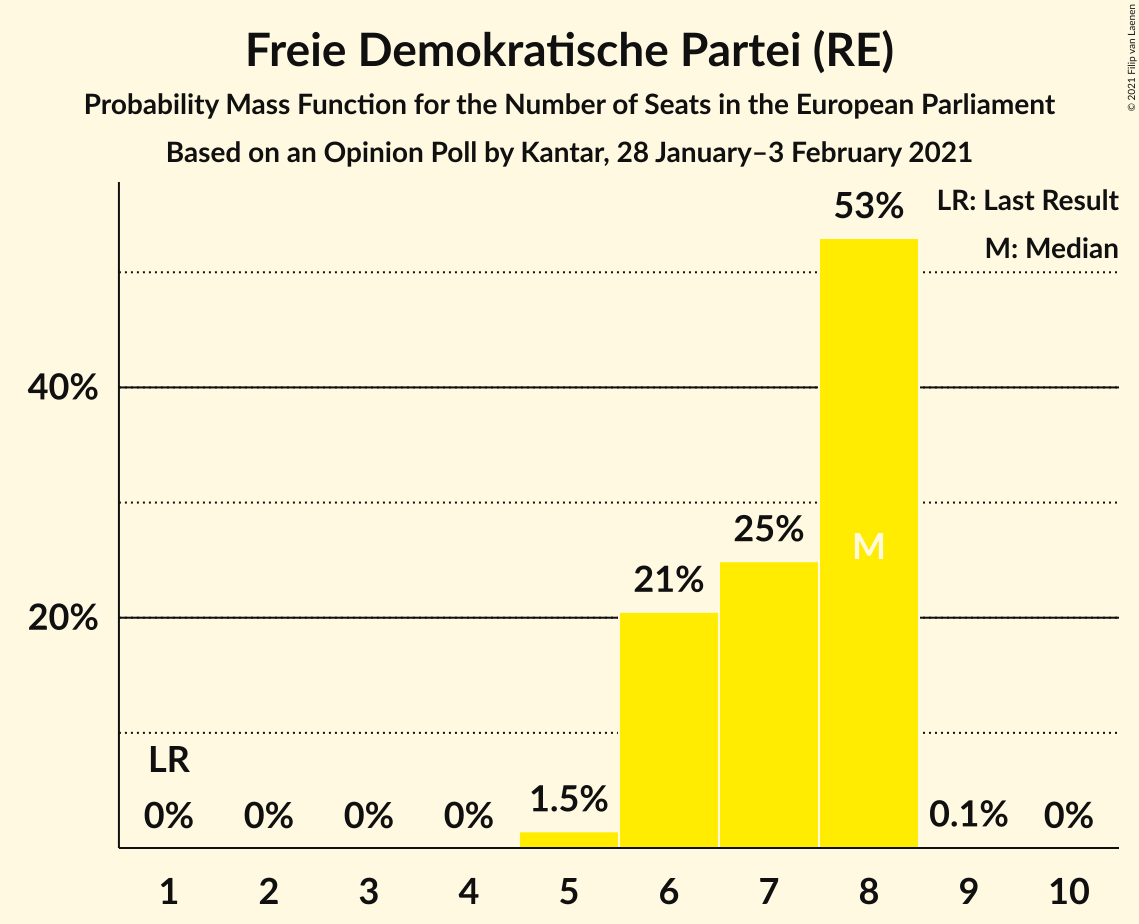 Freie Demokratische Partei (RE)
Probability Mass Function for the Number of Seats in the European Parliament
Based on an Opinion Poll by Kantar, 28 January–3 February 2021
© 2021 Filip van Laenen
LR: Last Result
M: Median
53%
40%
25%
M
21%
20%
LR
0%
0%
0%
0%
1.5%
0.1%
0%
1 2 3 4 5 6 7 8 9 10